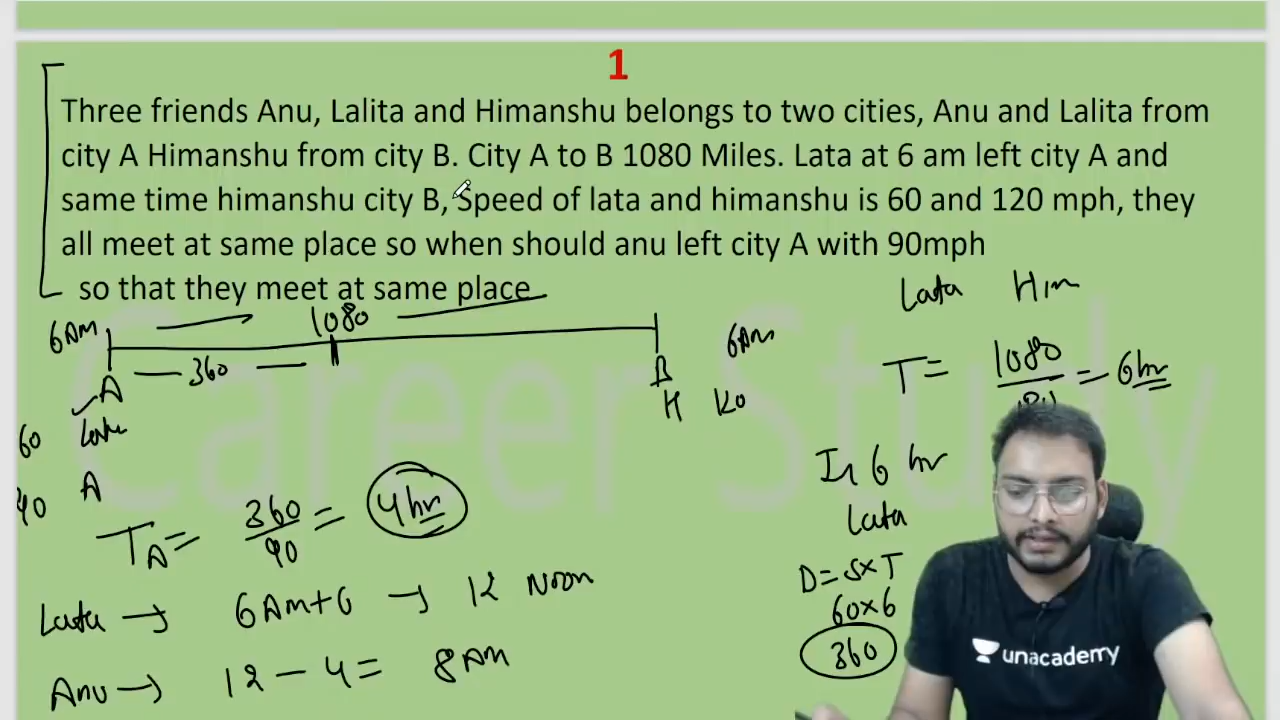 1
Three friends Anu, Lalita and Himanshu belongs to two cities, Anu and Lalita from
city A Himanshu from city B. City A to B 1080 Miles. Lata at 6 am left city A and
same time himanshu city B, Speed of lata and himanshu is 60 and 120 mph, they
all meet at same place so when should anu left city A with 90mph
so that they meet at same place
Lata Him
6Am 1080 6Am
360
T = 1080 = 6hr
A B
H
60 Lata
In 6 hr
A
Lata
TA = 360/90 = 4hr
D = S×T
60×6
360
Lata → 6Am+6 → 12 Noon
Anu → 12 - 4 = 8 Am
Career Study
unacademy